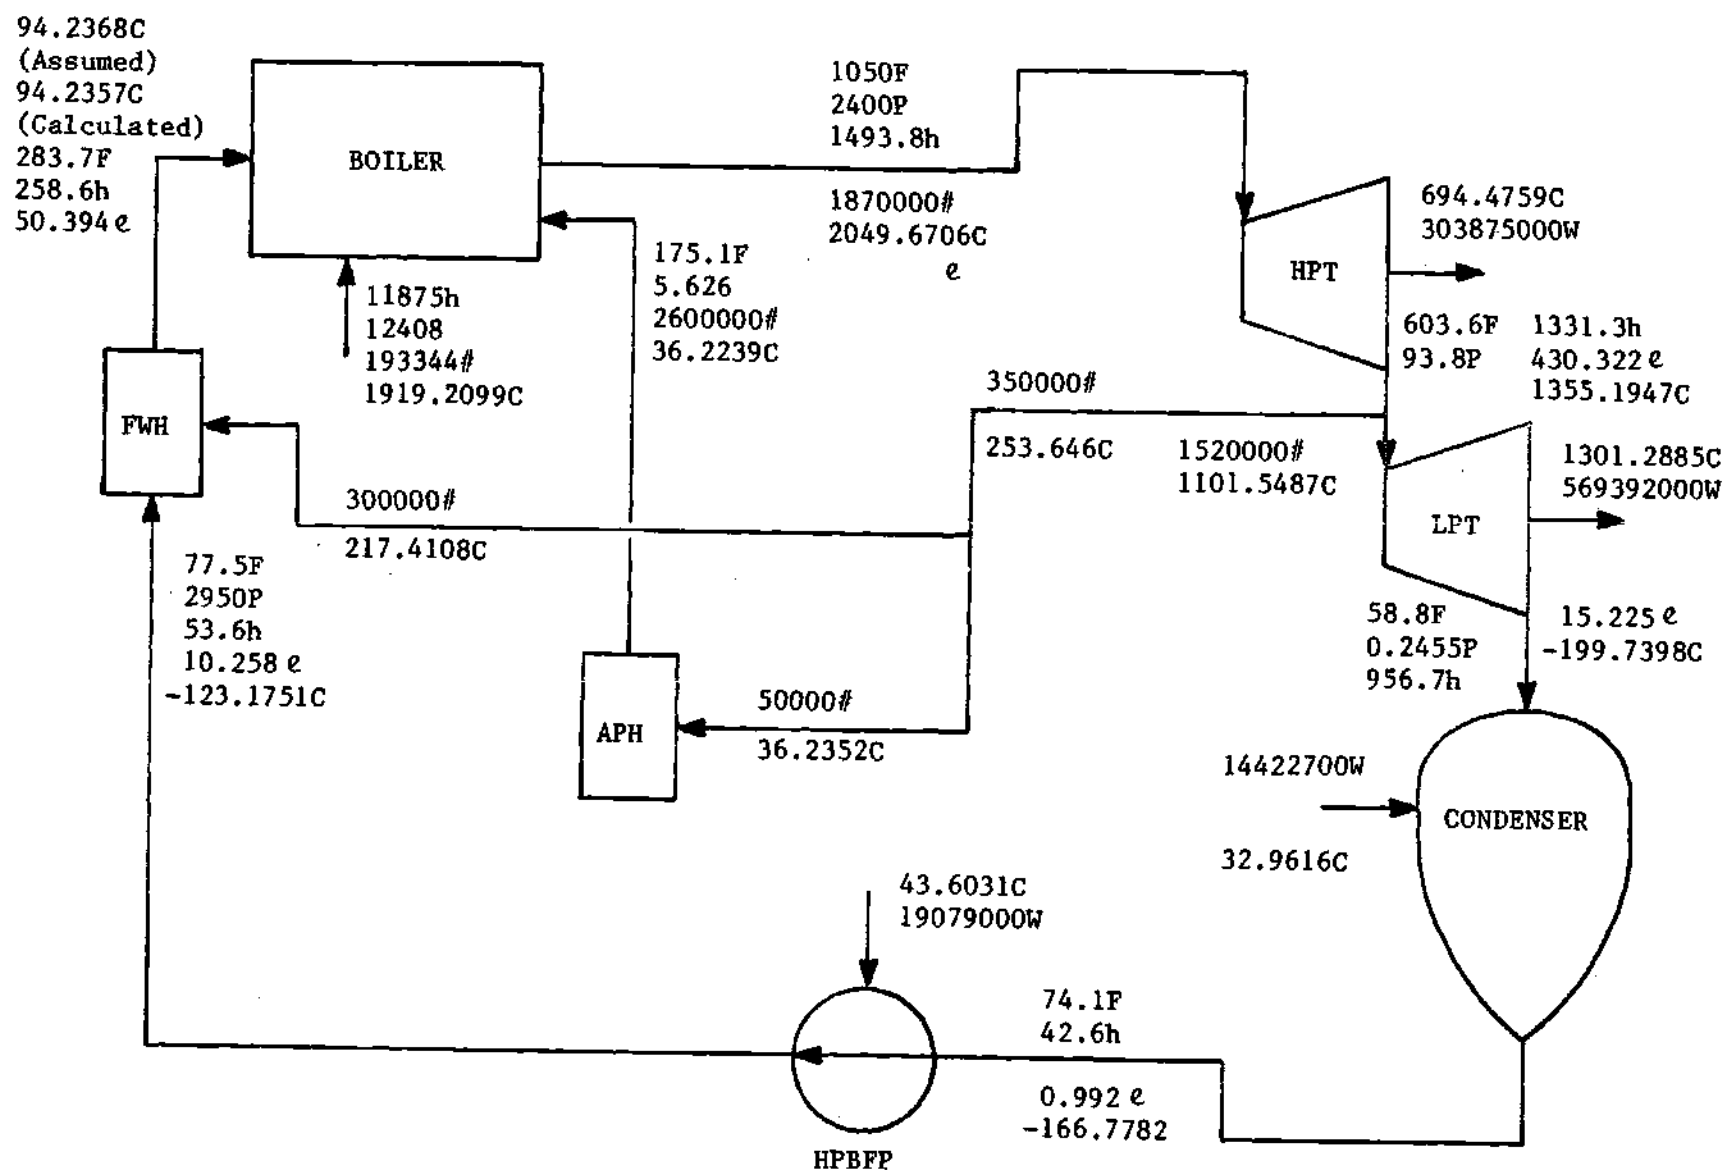 94.2368C
(Assumed)
94.2357C
(Calculated)
283.7F
258.6h
50.394 e
BOILER
1050F
2400P
1493.8h
1870000#
2049.6706C
e
11875h
12408
193344#
1919.2099C
175.1F
5.626
2600000#
36.2239C
HPT
694.4759C
303875000W
603.6F
93.8P
1331.3h
430.322 e
1355.1947C
FWH
350000#
253.646C
1520000#
1101.5487C
LPT
1301.2885C
569392000W
300000#
217.4108C
77.5F
2950P
53.6h
10.258 e
-123.1751C
58.8F
0.2455P
956.7h
15.225 e
-199.7398C
APH
50000#
36.2352C
14422700W
32.9616C
CONDENSER
43.6031C
19079000W
74.1F
42.6h
0.992 e
-166.7782
HPBFP